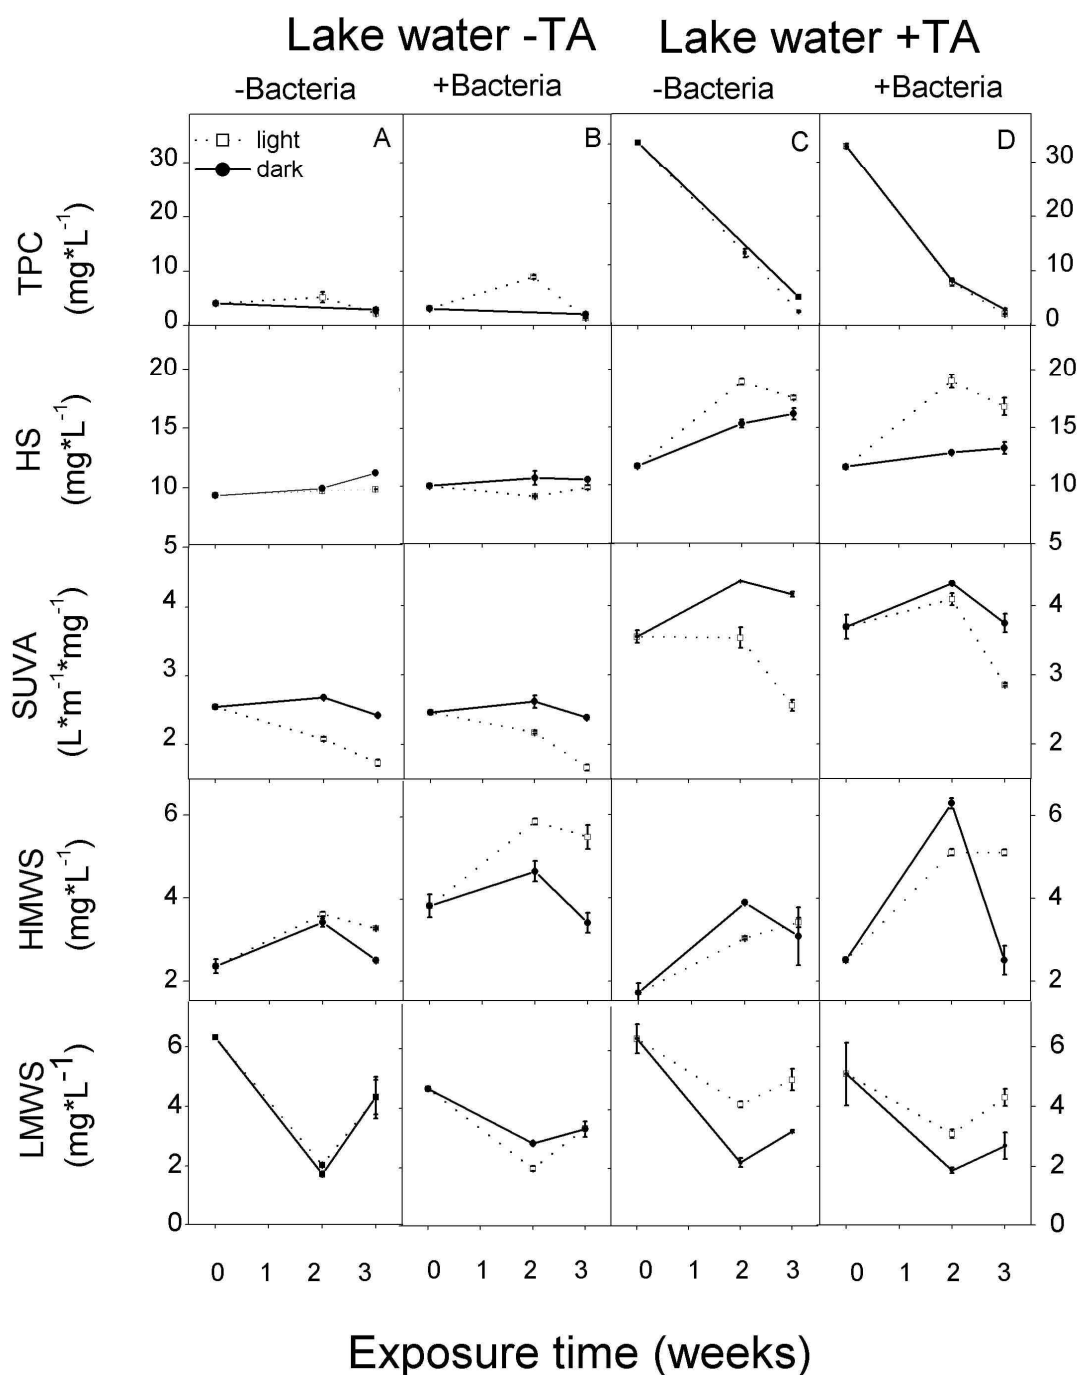 Lake water -TA Lake water +TA
-Bacteria +Bacteria -Bacteria +Bacteria
A B C D
light
dark
TPC
(mg*L-1)
30 30
20 20
10 10
0 0
HS
(mg*L-1)
20 20
15 15
10 10
5 5
SUVA
(L*m-1*mg-1)
4 4
3 3
2 2
HMWS
(mg*L-1)
6 6
4 4
2 2
LMWS
(mg*L-1)
6 6
4 4
2 2
0 0
0 1 2 3 0 1 2 3 0 1 2 3 0 1 2 3
Exposure time (weeks)